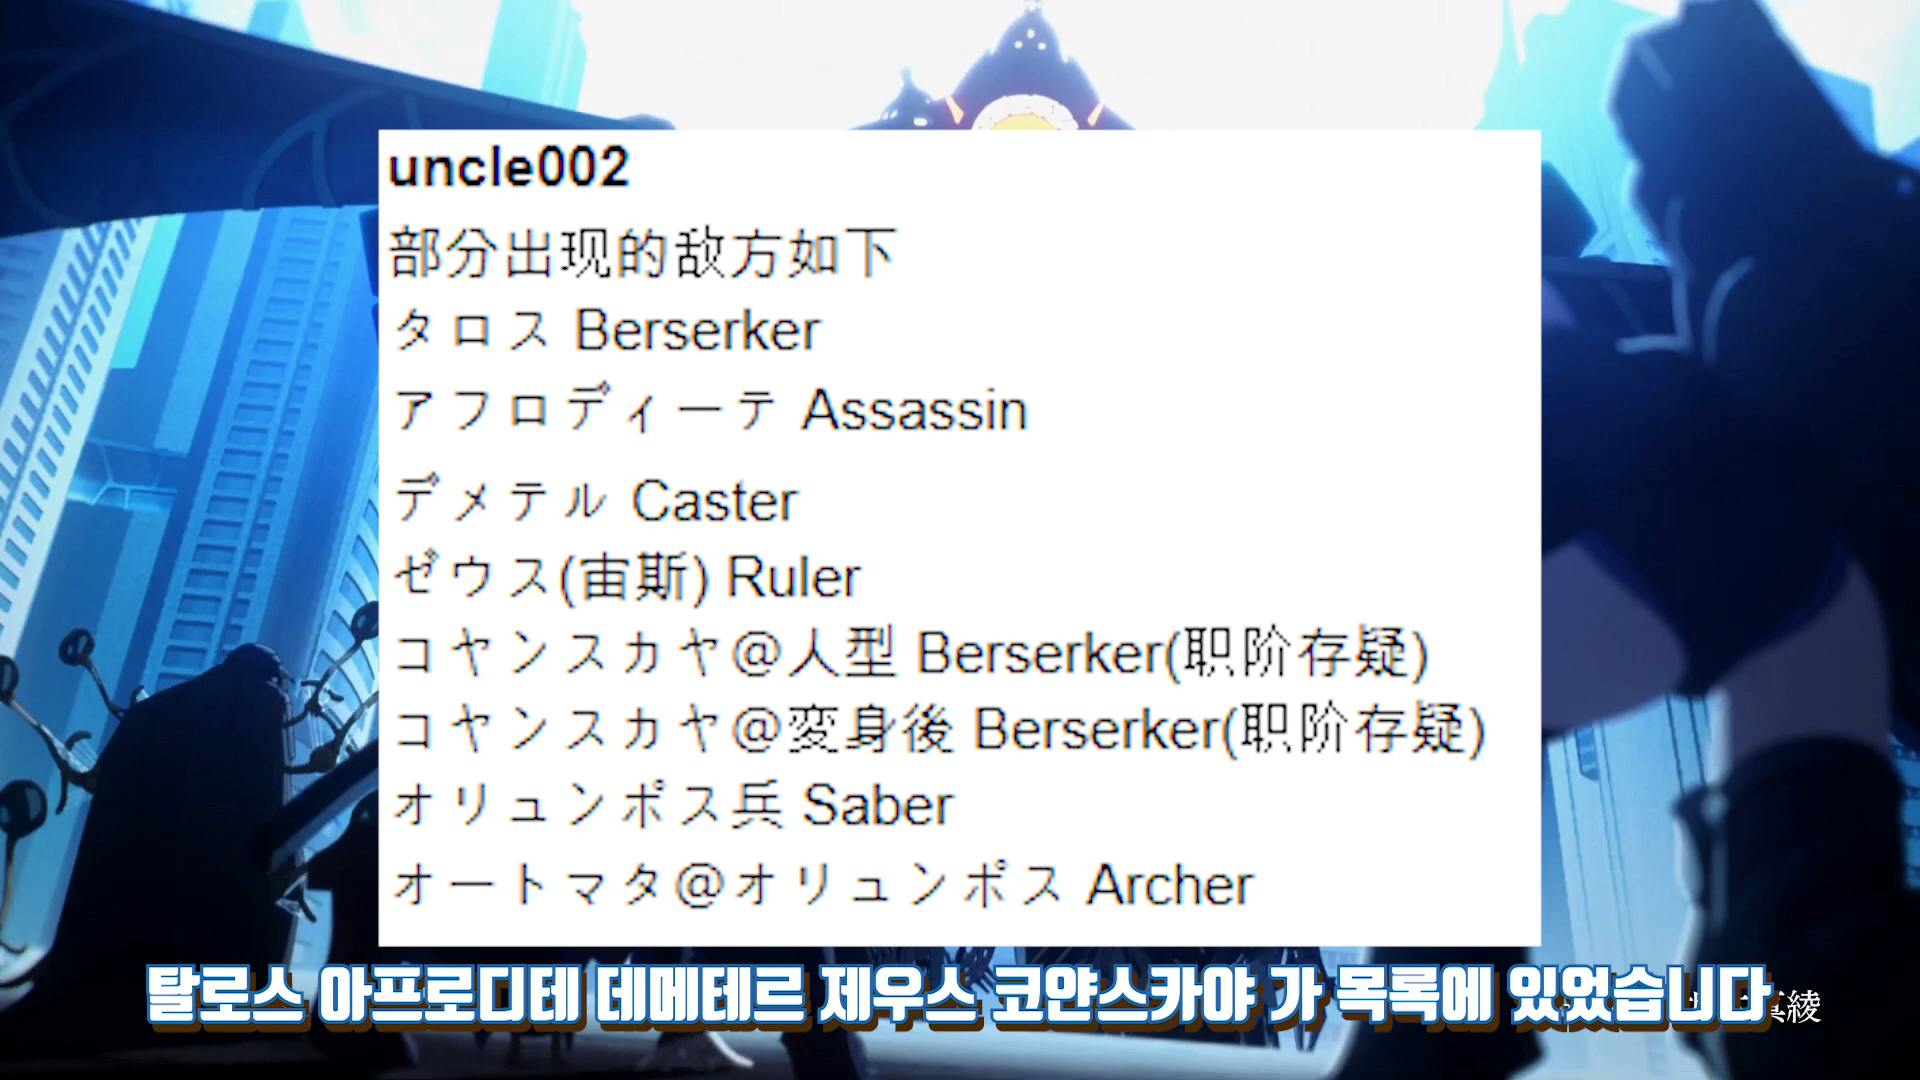 uncle002
部分出现的敌方如下
タロス Berserker
アフロディーテ Assassin
デメテル Caster
ゼウス(宙斯) Ruler
コヤンスカヤ@人型 Berserker(职阶存疑)
コヤンスカヤ@変身後 Berserker(职阶存疑)
オリュンポス兵 Saber
オートマタ@オリュンポス Archer
탈로스 아프로디테 데메테르 제우스 코얀스카야 가 목록에 있었습니다
綾